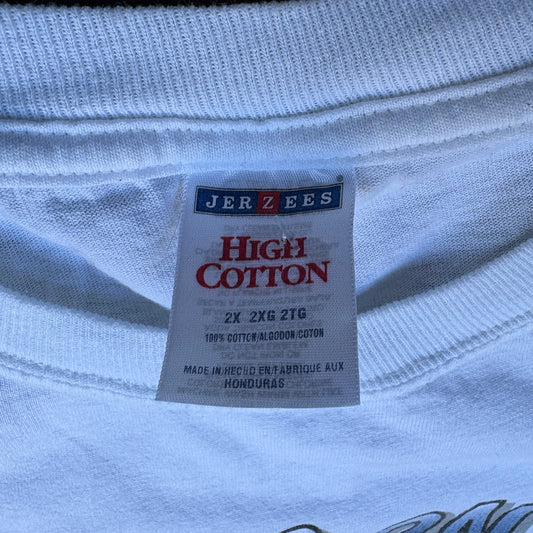 JERZEES®
HIGH
COTTON
2X 2XG 2TG
100% COTTON/ALGODON/COTON
MADE IN/HECHO EN/FABRIQUE AUX
HONDURAS